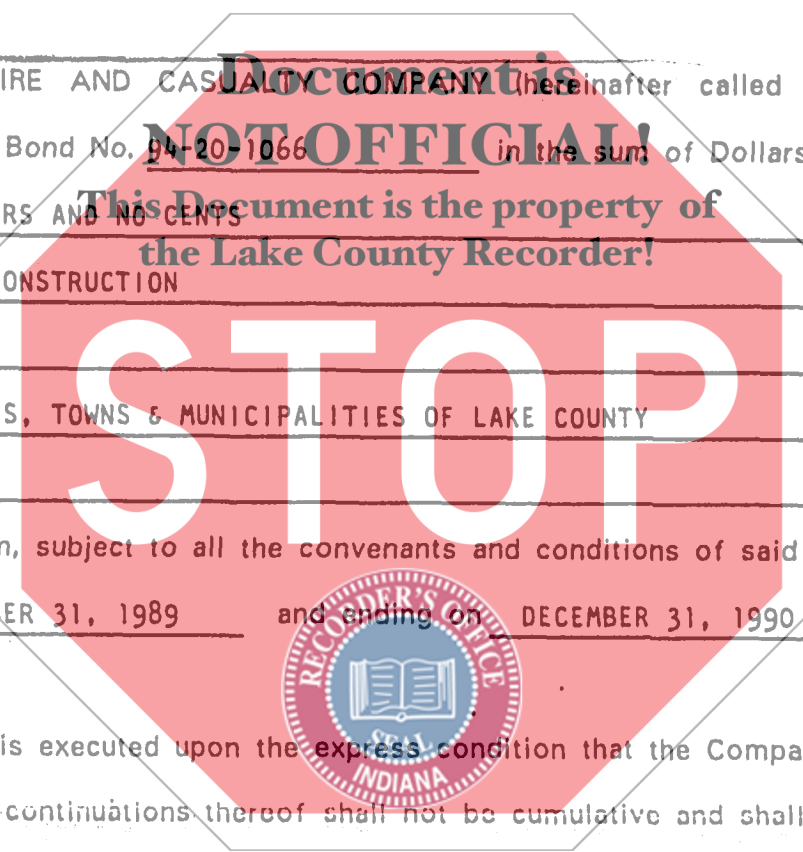 Document is
IRE AND CASUALTY COMPANY (hereinafter called
NOT OFFICIAL!
Bond No. 94-20-1066 in the sum of Dollars
This Document is the property of
RS AND NO CENTS
the Lake County Recorder!
ONSTRUCTION
STOP
S, TOWNS & MUNICIPALITIES OF LAKE COUNTY
n, subject to all the convenants and conditions of said
ER 31, 1989 and ending on DECEMBER 31, 1990
RECORDER'S OFFICE
SEAL
INDIANA
is executed upon the express condition that the Compa
continuations thereof shall not be cumulative and shall